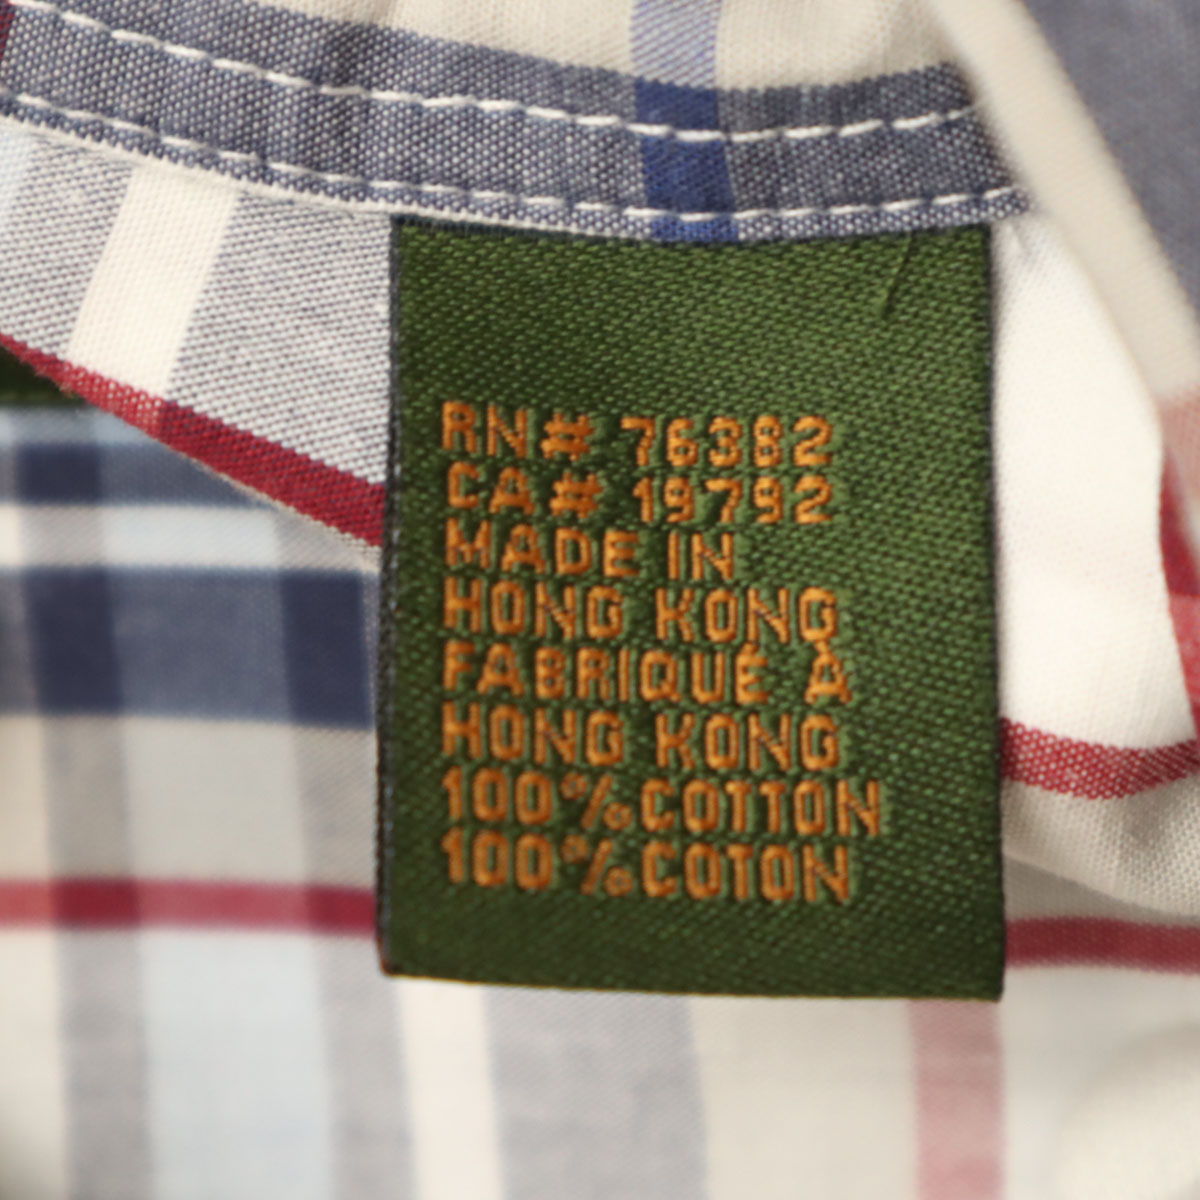 RN# 76382
CA# 19792
MADE IN
HONG KONG
FABRIQUÉ À
HONG KONG
100% COTTON
100% COTON